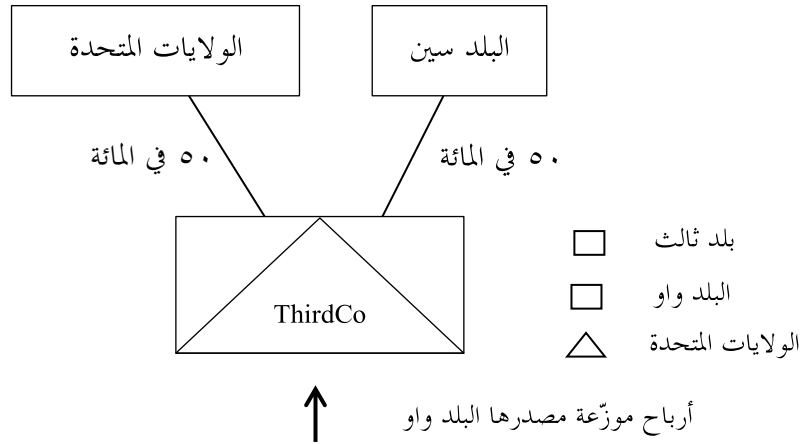 الولايات المتحدة
البلد سين
٥٠ في المائة
٥٠ في المائة
ThirdCo
بلد ثالث
البلد واو
الولايات المتحدة
أرباح موزّعة مصدرها البلد واو